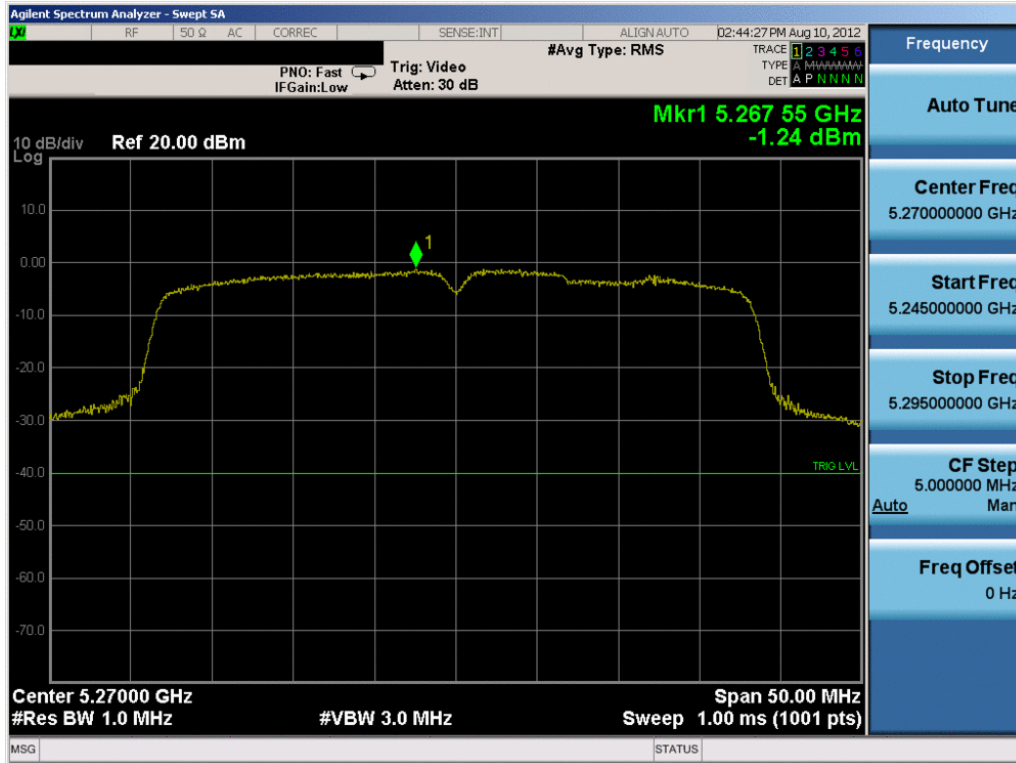 Agilent Spectrum Analyzer - Swept SA
LXI RF 50 Ω AC CORREC SENSE:INT ALIGN AUTO 02:44:27 PM Aug 10, 2012
#Avg Type: RMS
TRACE 1 2 3 4 5 6
PNO: Fast Trig: Video
TYPE A M
IFGain:Low Atten: 30 dB
DET A P N N N N
Mkr1 5.267 55 GHz
-1.24 dBm
10 dB/div Ref 20.00 dBm
Log
10.0
1
0.00
-10.0
-20.0
-30.0
-40.0
TRIG LVL
-50.0
-60.0
-70.0
Center 5.27000 GHz Span 50.00 MHz
#Res BW 1.0 MHz #VBW 3.0 MHz Sweep 1.00 ms (1001 pts)
MSG STATUS
Frequency
Auto Tune
Center Freq
5.270000000 GHz
Start Freq
5.245000000 GHz
Stop Freq
5.295000000 GHz
CF Step
5.000000 MHz
Auto Man
Freq Offset
0 Hz